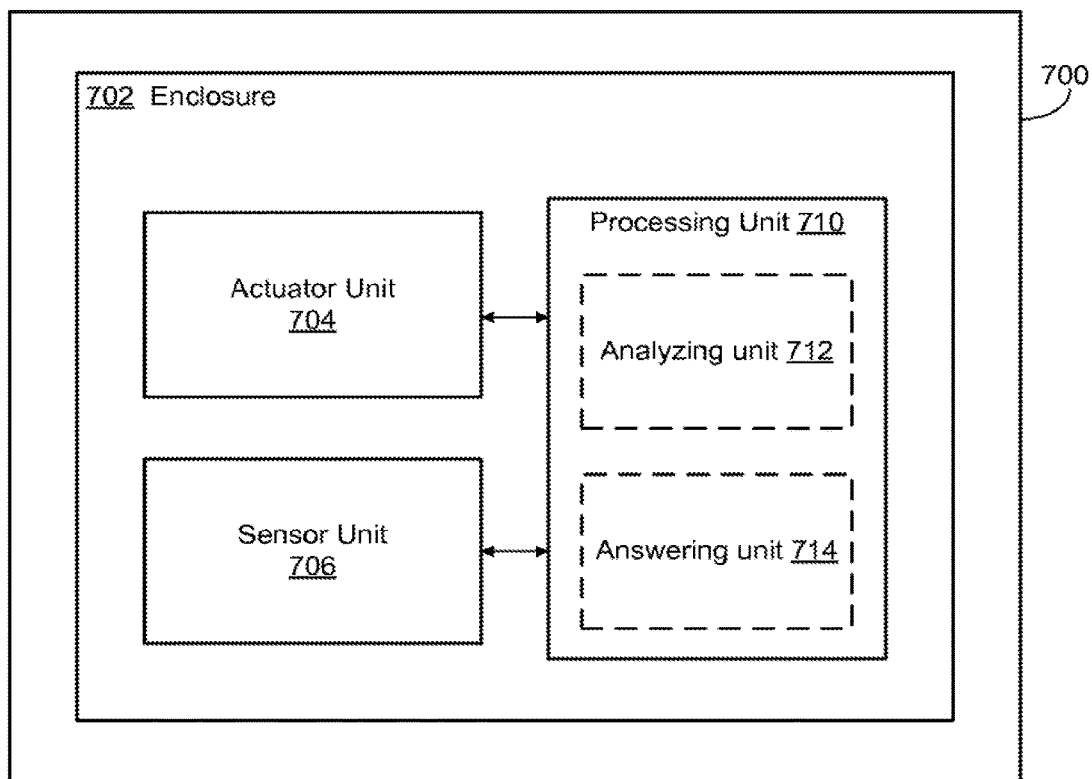 700
702 Enclosure
Processing Unit 710
Actuator Unit
704
Analyzing unit 712
Sensor Unit
706
Answering unit 714